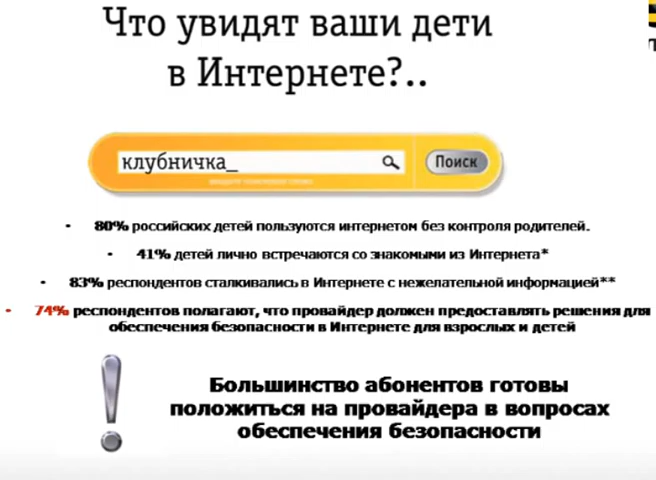 Что увидят ваши дети
в Интернете?..
клубничка_
Поиск
• 80% российских детей пользуются интернетом без контроля родителей.
• 41% детей лично встречаются со знакомыми из Интернета*
• 83% респондентов сталкивались в Интернете с нежелательной информацией**
• 74% респондентов полагают, что провайдер должен предоставлять решения для
обеспечения безопасности в Интернете для взрослых и детей
Большинство абонентов готовы
положиться на провайдера в вопросах
обеспечения безопасности